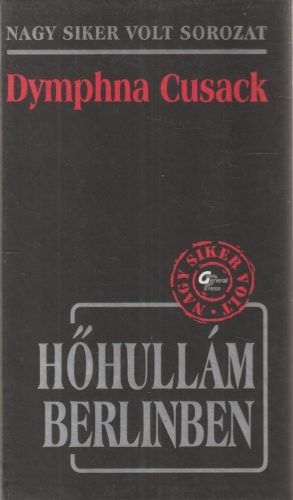 NAGY SIKER VOLT SOROZAT
Dymphna Cusack
NAGY SIKER VOLT
General
Press
HŐHULLÁM
BERLINBEN